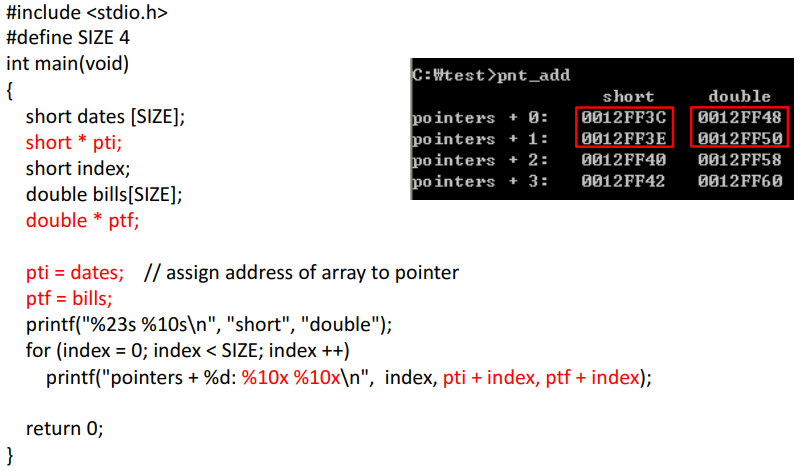 #include <stdio.h>
#define SIZE 4
int main(void)
{
short dates [SIZE];
short * pti;
short index;
double bills[SIZE];
double * ptf;
pti = dates; // assign address of array to pointer
ptf = bills;
printf("%23s %10s\n", "short", "double");
for (index = 0; index < SIZE; index ++)
printf("pointers + %d: %10x %10x\n", index, pti + index, ptf + index);
return 0;
}
C:₩test>pnt_add
short double
pointers + 0: 0012FF3C 0012FF48
pointers + 1: 0012FF3E 0012FF50
pointers + 2: 0012FF40 0012FF58
pointers + 3: 0012FF42 0012FF60